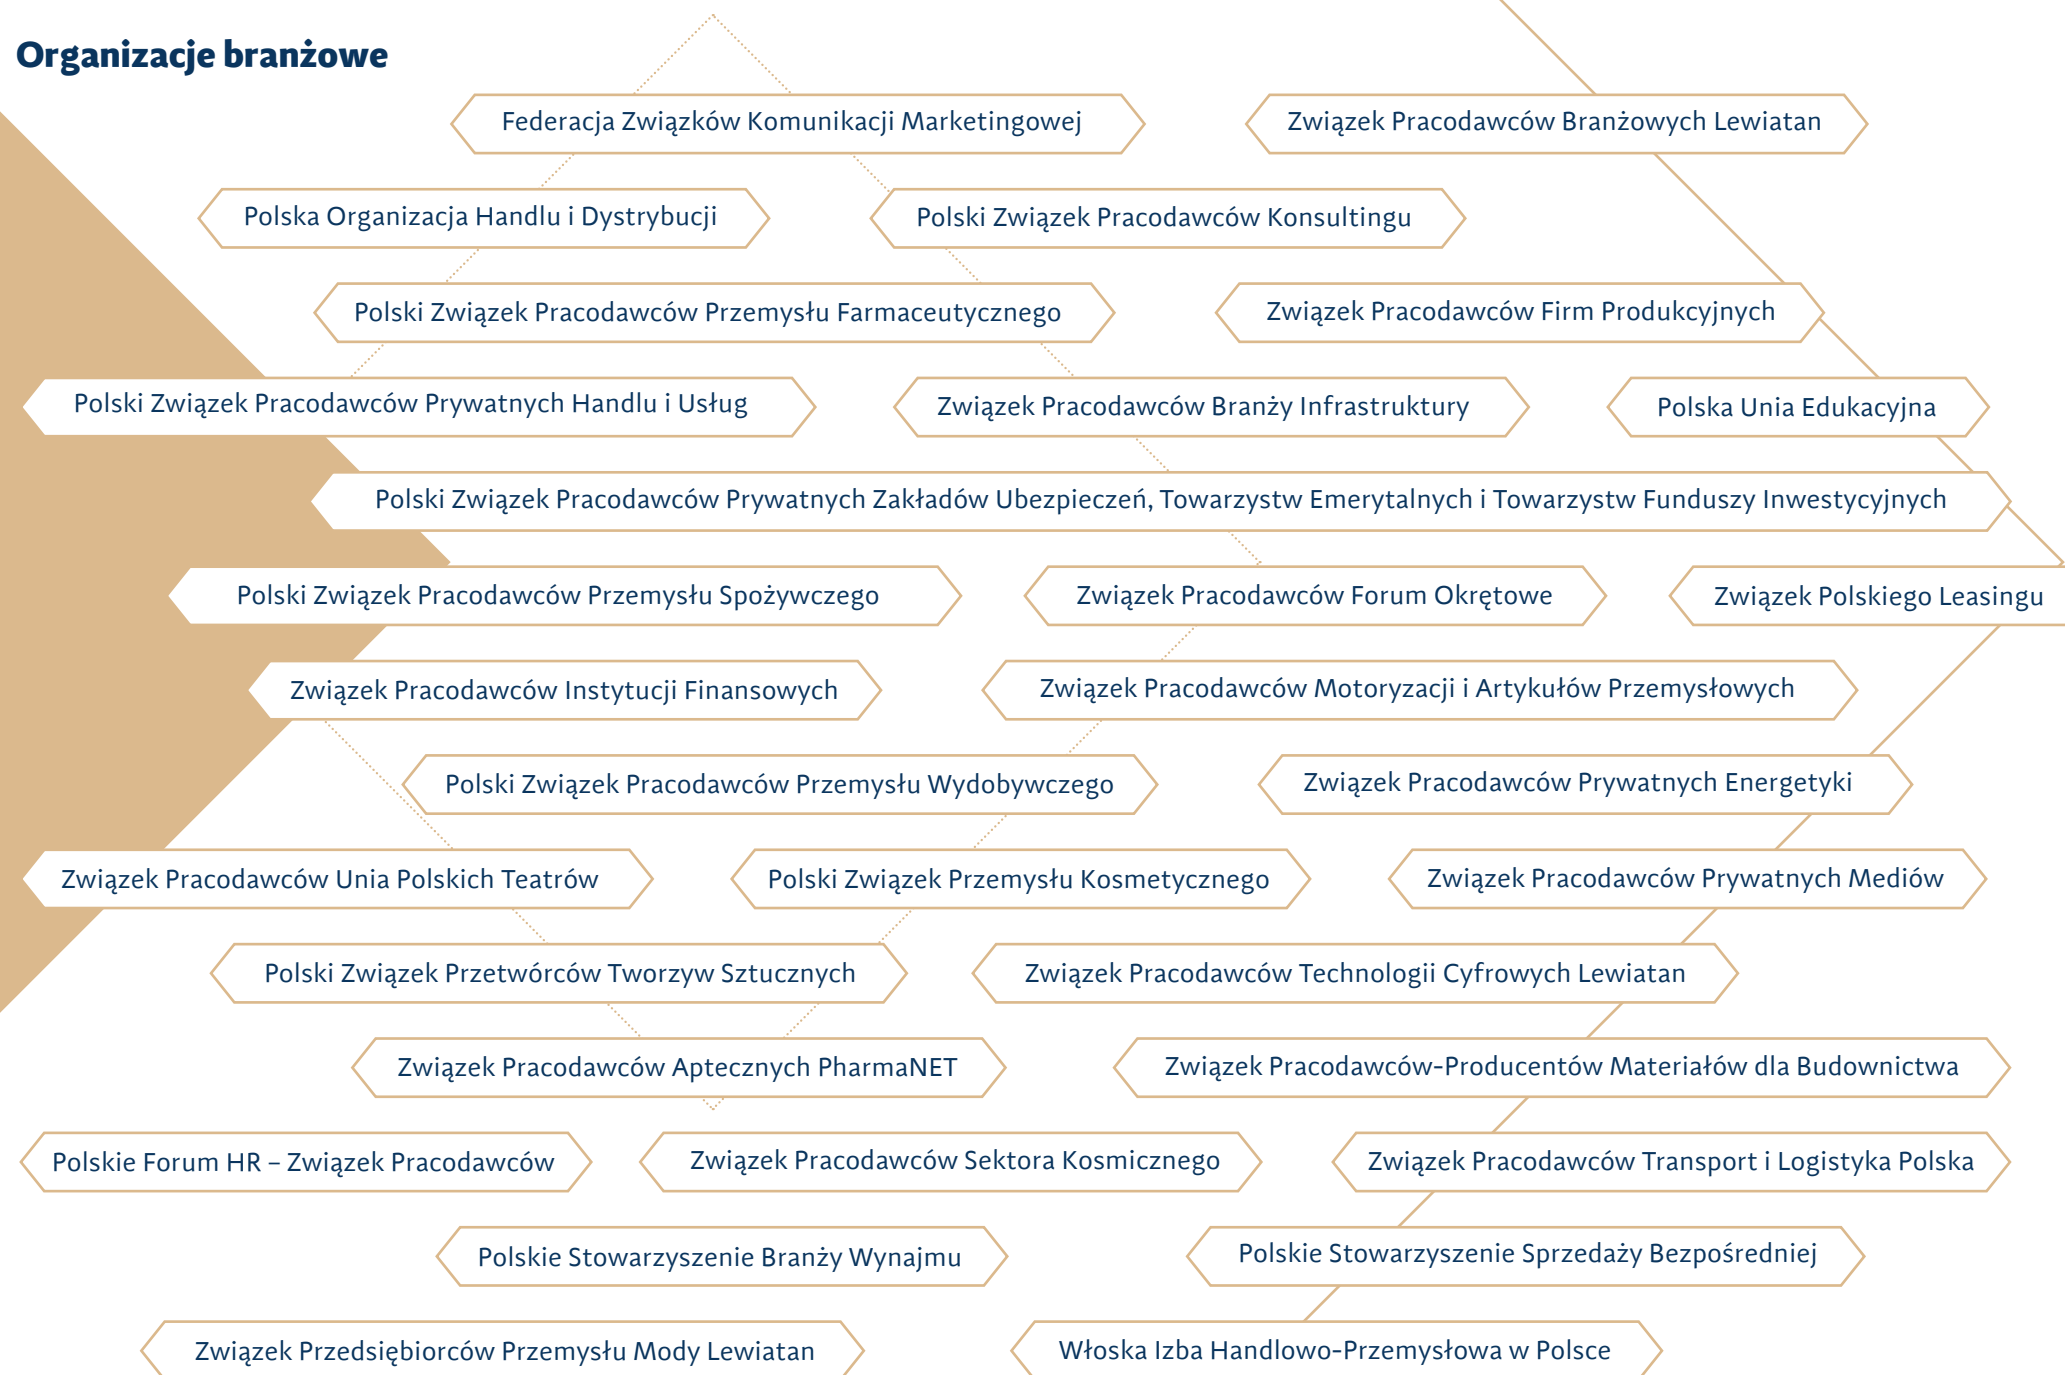 Organizacje branżowe
Federacja Związków Komunikacji Marketingowej
Związek Pracodawców Branżowych Lewiatan
Polska Organizacja Handlu i Dystrybucji
Polski Związek Pracodawców Konsultingu
Polski Związek Pracodawców Przemysłu Farmaceutycznego
Związek Pracodawców Firm Produkcyjnych
Polski Związek Pracodawców Prywatnych Handlu i Usług
Związek Pracodawców Branży Infrastruktury
Polska Unia Edukacyjna
Polski Związek Pracodawców Prywatnych Zakładów Ubezpieczeń, Towarzystw Emerytalnych i Towarzystw Funduszy Inwestycyjnych
Polski Związek Pracodawców Przemysłu Spożywczego
Związek Pracodawców Forum Okrętowe
Związek Polskiego Leasingu
Związek Pracodawców Instytucji Finansowych
Związek Pracodawców Motoryzacji i Artykułów Przemysłowych
Polski Związek Pracodawców Przemysłu Wydobywczego
Związek Pracodawców Prywatnych Energetyki
Związek Pracodawców Unia Polskich Teatrów
Polski Związek Przemysłu Kosmetycznego
Związek Pracodawców Prywatnych Mediów
Polski Związek Przetwórców Tworzyw Sztucznych
Związek Pracodawców Technologii Cyfrowych Lewiatan
Związek Pracodawców Aptecznych PharmaNET
Związek Pracodawców-Producentów Materiałów dla Budownictwa
Polskie Forum HR – Związek Pracodawców
Związek Pracodawców Sektora Kosmicznego
Związek Pracodawców Transport i Logistyka Polska
Polskie Stowarzyszenie Branży Wynajmu
Polskie Stowarzyszenie Sprzedaży Bezpośredniej
Związek Przedsiębiorców Przemysłu Mody Lewiatan
Włoska Izba Handlowo-Przemysłowa w Polsce